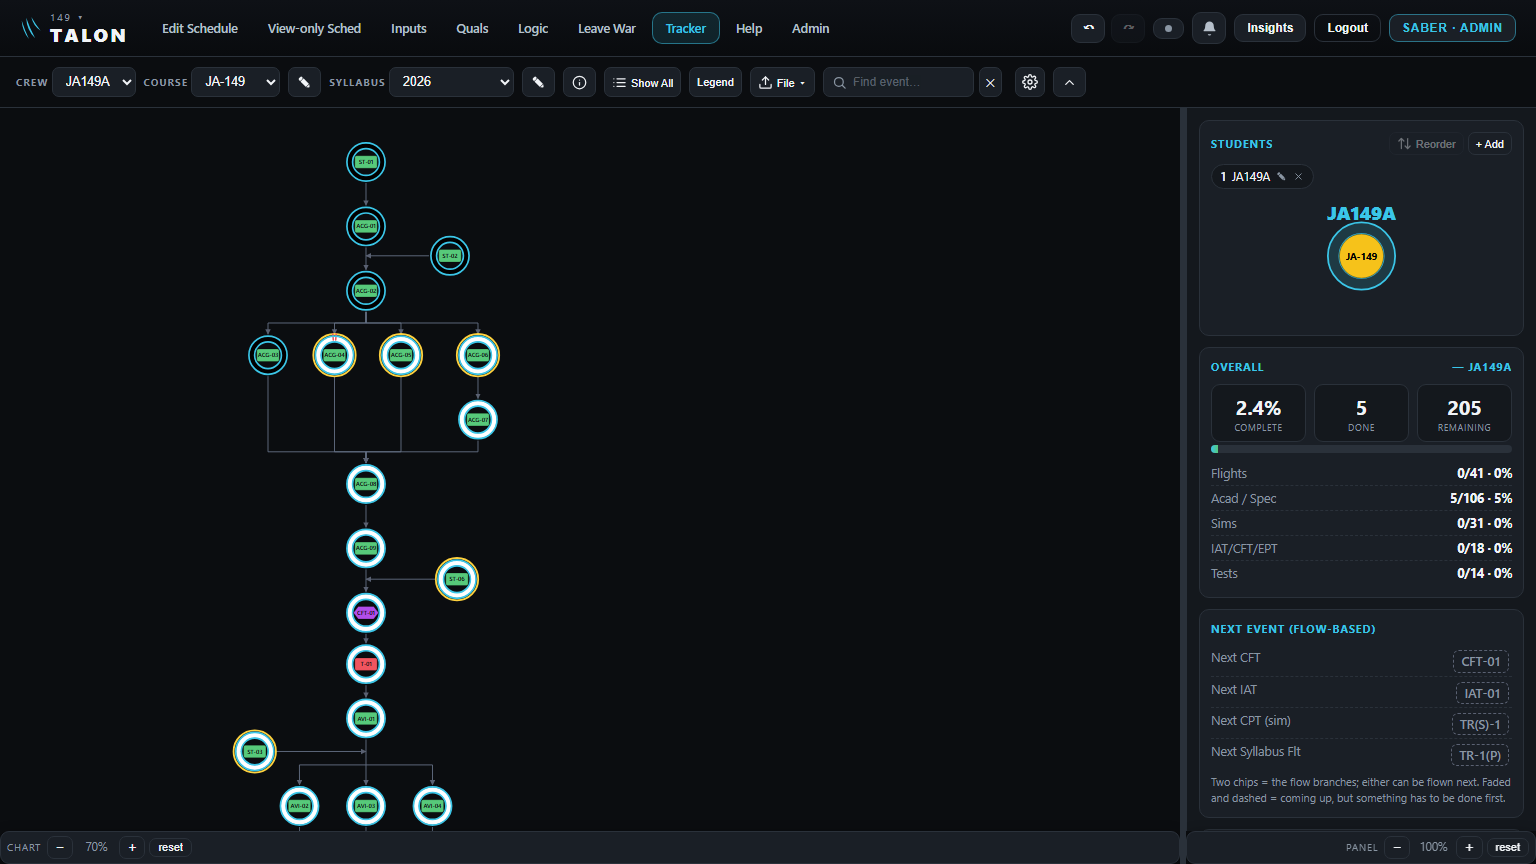 149
TALON
Edit Schedule
View-only Sched
Inputs
Quals
Logic
Leave War
Tracker
Help
Admin
Insights
Logout
SABER · ADMIN
CREW
JA149A
COURSE
JA-149
SYLLABUS
2026
Show All
Legend
File
Find event…
ST-01
ACG-01
ST-02
ACG-02
ACG-03
ACG-04
ACG-05
ACG-06
ACG-07
ACG-08
ACG-09
ST-06
CFT-01
T-01
AVI-01
ST-03
AVI-02
AVI-03
AVI-04
CHART
−
70%
+
reset
STUDENTS
Reorder
+ Add
1 JA149A
JA149A
JA-149
OVERALL
— JA149A
2.4%
COMPLETE
5
DONE
205
REMAINING
Flights
0/41 · 0%
Acad / Spec
5/106 · 5%
Sims
0/31 · 0%
IAT/CFT/EPT
0/18 · 0%
Tests
0/14 · 0%
NEXT EVENT (FLOW-BASED)
Next CFT
CFT-01
Next IAT
IAT-01
Next CPT (sim)
TR(S)-1
Next Syllabus Flt
TR-1(P)
Two chips = the flow branches; either can be flown next. Faded
and dashed = coming up, but something has to be done first.
PANEL
−
100%
+
reset